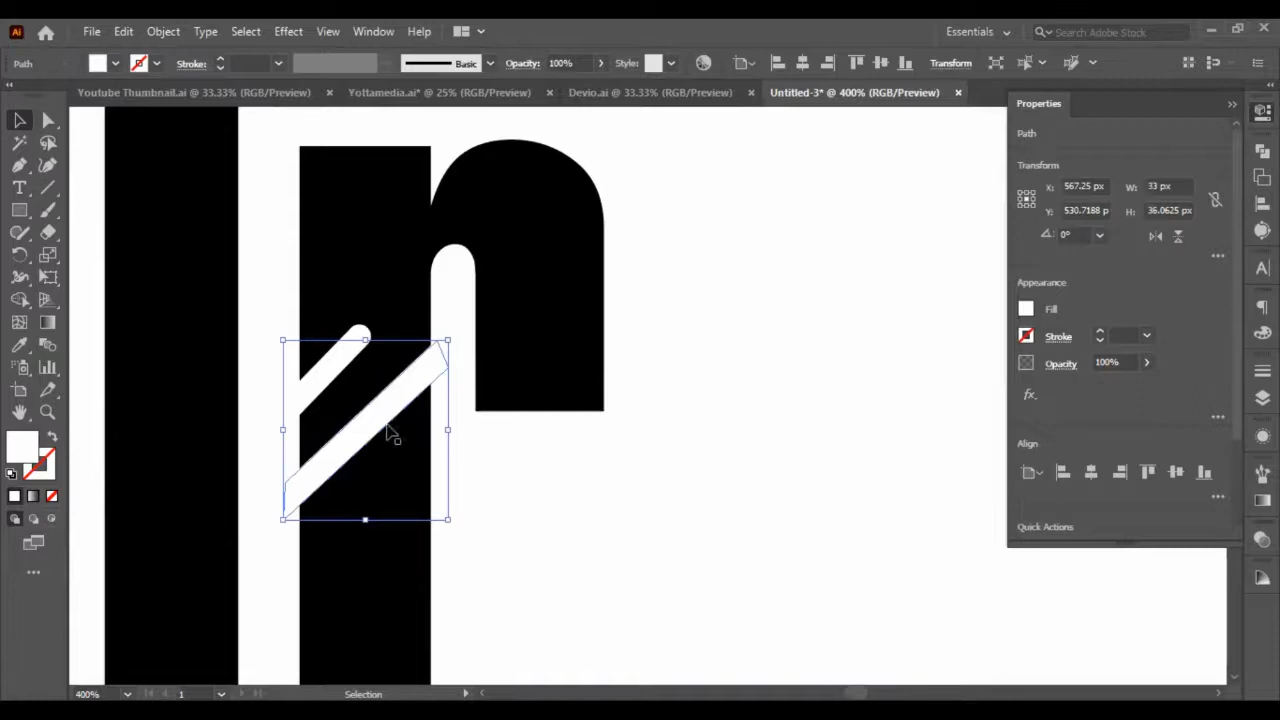 Ai File Edit Object Type Select Effect View Window Help Essentials Search Adobe Stock
Path Stroke: Basic Opacity: 100% Style: Transform
Youtube Thumbnail.ai @ 33.33% (RGB/Preview) × Yottamedia.ai* @ 25% (RGB/Preview) × Devio.ai @ 33.33% (RGB/Preview) × Untitled-3* @ 400% (RGB/Preview) ×
Properties
Path
Transform
X: 567.25 px W: 33 px
Y: 530.7188 p H: 36.0625 px
0°
Appearance
Fill
Stroke
Opacity 100%
fx.
Align
Quick Actions
400% 1 Selection